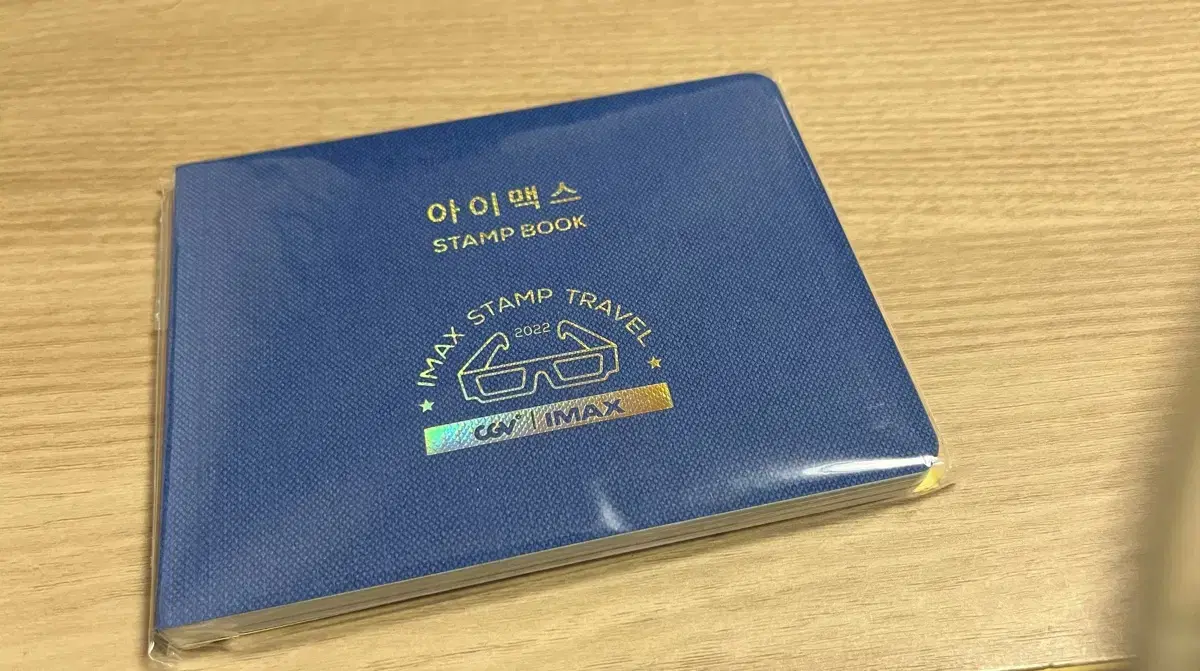 아이맥스
STAMP BOOK
IMAX STAMP TRAVEL
2022
CGV | IMAX